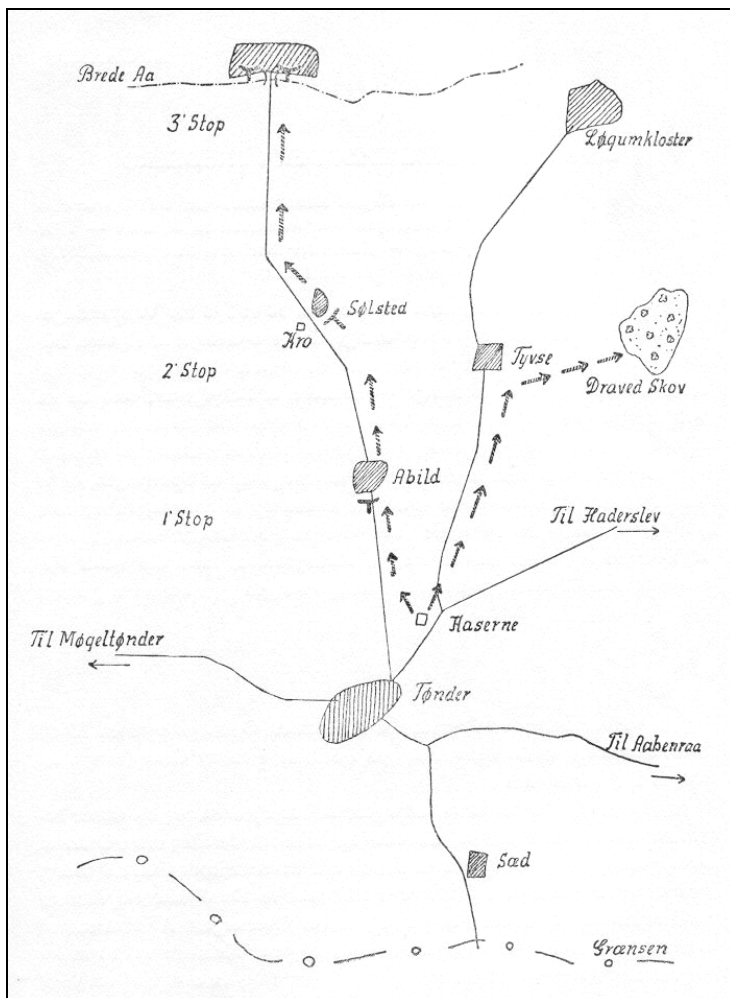 Brede Aa
3' Stop
Løgumkloster
Sølsted
Kro
Tyvse
2' Stop
Draved Skov
Abild
1' Stop
Til Haderslev
Kaserne
Til Møgeltønder
Tønder
Til Aabenraa
Sæd
Grænsen